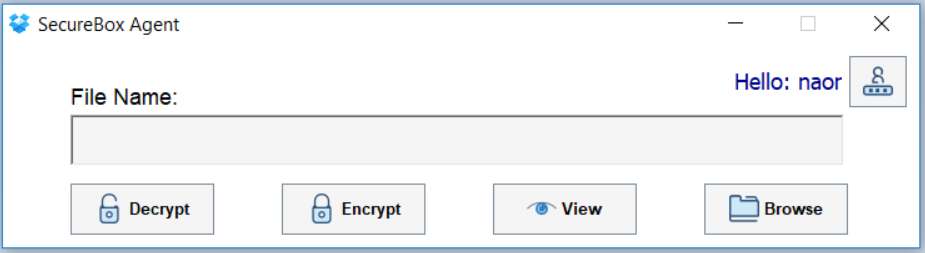 SecureBox Agent
Hello: naor
File Name:
Decrypt Encrypt View Browse